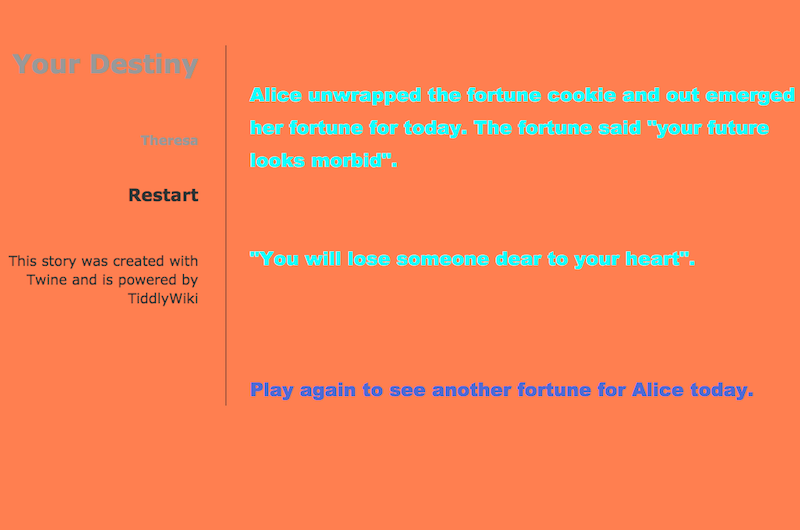 Your Destiny
Theresa
Restart
This story was created with
Twine and is powered by
TiddlyWiki
Alice unwrapped the fortune cookie and out emerged
her fortune for today. The fortune said "your future
looks morbid".
"You will lose someone dear to your heart".
Play again to see another fortune for Alice today.